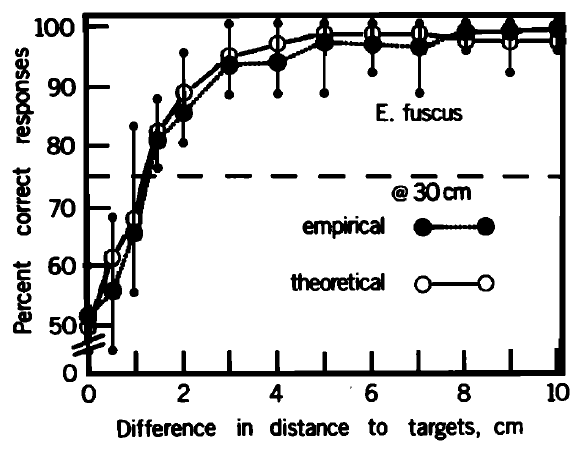 100
90
80
70
60
50
0
Percent correct responses
E. fuscus
@ 30 cm
empirical
theoretical
0 2 4 6 8 10
Difference in distance to targets, cm